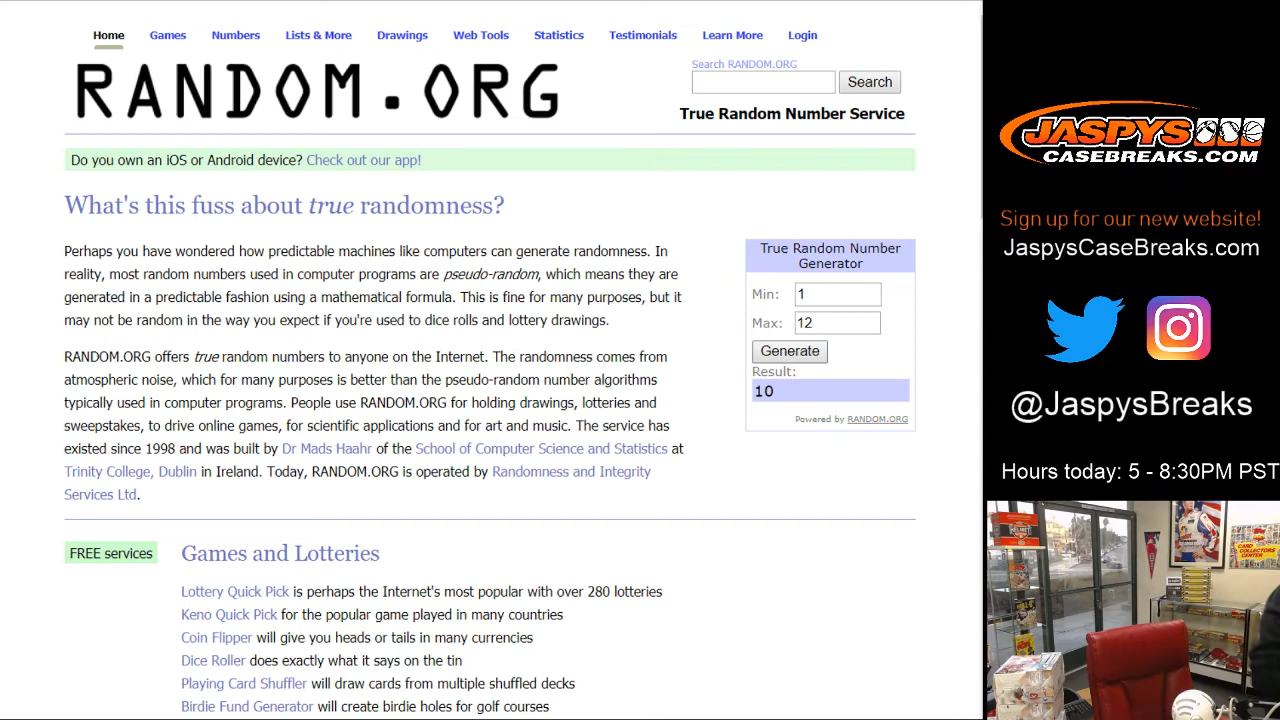 Home Games Numbers Lists & More Drawings Web Tools Statistics Testimonials Learn More Login
RANDOM.ORG
Search RANDOM.ORG
Search
True Random Number Service
Do you own an iOS or Android device? Check out our app!
What's this fuss about true randomness?
Perhaps you have wondered how predictable machines like computers can generate randomness. In
reality, most random numbers used in computer programs are pseudo-random, which means they are
generated in a predictable fashion using a mathematical formula. This is fine for many purposes, but it
may not be random in the way you expect if you're used to dice rolls and lottery drawings.
RANDOM.ORG offers true random numbers to anyone on the Internet. The randomness comes from
atmospheric noise, which for many purposes is better than the pseudo-random number algorithms
typically used in computer programs. People use RANDOM.ORG for holding drawings, lotteries and
sweepstakes, to drive online games, for scientific applications and for art and music. The service has
existed since 1998 and was built by Dr Mads Haahr of the School of Computer Science and Statistics at
Trinity College, Dublin in Ireland. Today, RANDOM.ORG is operated by Randomness and Integrity
Services Ltd.
True Random Number
Generator
Min: 1
Max: 12
Generate
Result:
10
Powered by RANDOM.ORG
FREE services
Games and Lotteries
Lottery Quick Pick is perhaps the Internet's most popular with over 280 lotteries
Keno Quick Pick for the popular game played in many countries
Coin Flipper will give you heads or tails in many currencies
Dice Roller does exactly what it says on the tin
Playing Card Shuffler will draw cards from multiple shuffled decks
Birdie Fund Generator will create birdie holes for golf courses
JASPYS
CASEBREAKS.COM
Sign up for our new website!
JaspysCaseBreaks.com
@JaspysBreaks
Hours today: 5 - 8:30PM PST
HELMET
CARD
COLLECTORS
CENTER